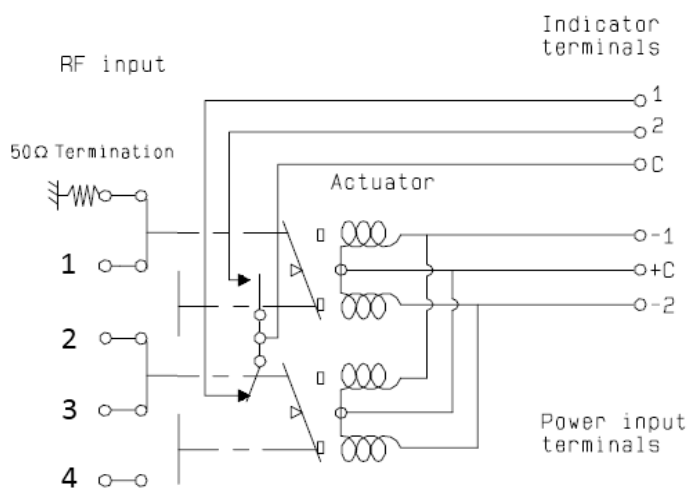 Indicator
terminals
RF input
1
2
50Ω Termination
C
Actuator
-1
1
+C
-2
2
3
Power input
terminals
4